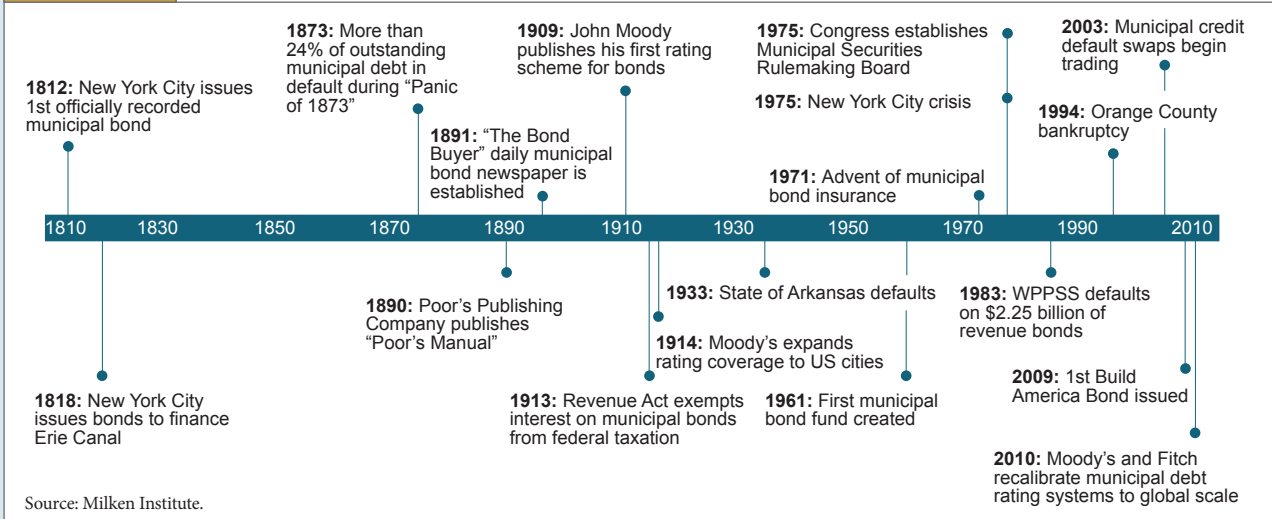 1812: New York City issues
1st officially recorded
municipal bond
1873: More than
24% of outstanding
municipal debt in
default during “Panic
of 1873”
1891: “The Bond
Buyer” daily municipal
bond newspaper is
established
1909: John Moody
publishes his first rating
scheme for bonds
1975: Congress establishes
Municipal Securities
Rulemaking Board
1975: New York City crisis
1971: Advent of municipal
bond insurance
2003: Municipal credit
default swaps begin
trading
1994: Orange County
bankruptcy
1810 1830 1850 1870 1890 1910 1930 1950 1970 1990 2010
1818: New York City
issues bonds to finance
Erie Canal
1890: Poor’s Publishing
Company publishes
“Poor’s Manual”
1933: State of Arkansas defaults
1914: Moody’s expands
rating coverage to US cities
1913: Revenue Act exempts
interest on municipal bonds
from federal taxation
1961: First municipal
bond fund created
1983: WPPSS defaults
on $2.25 billion of
revenue bonds
2009: 1st Build
America Bond issued
2010: Moody’s and Fitch
recalibrate municipal debt
rating systems to global scale
Source: Milken Institute.